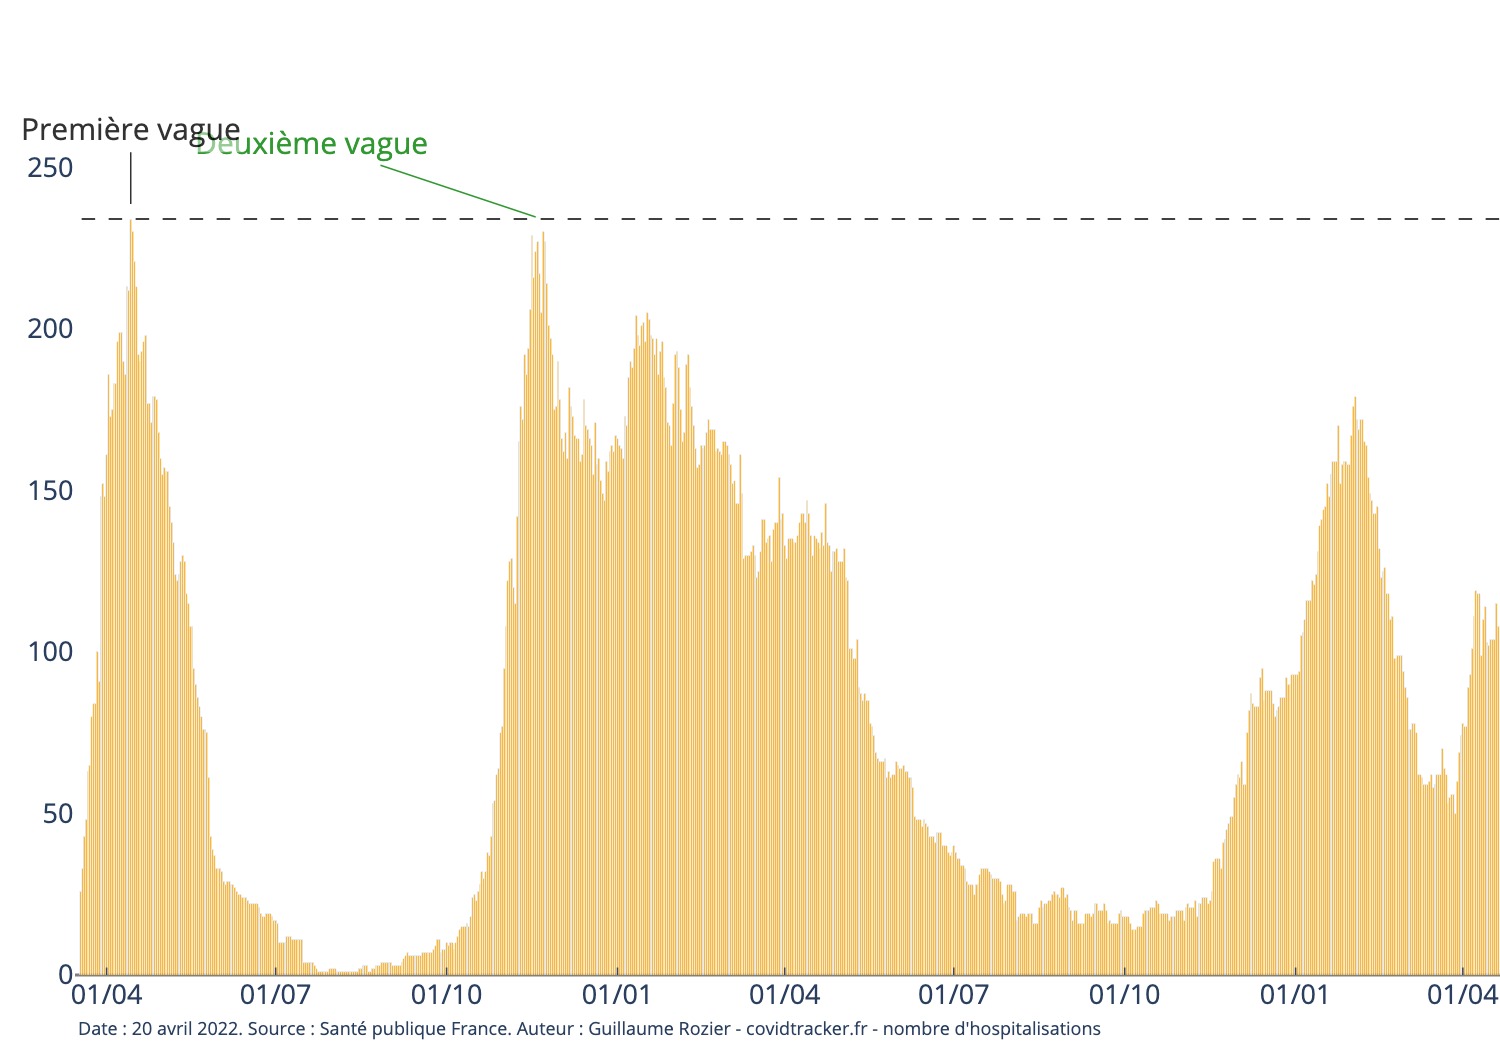 Première vague
Deuxième vague
250
200
150
100
50
0
01/04 01/07 01/10 01/01 01/04 01/07 01/10 01/01 01/04
Date : 20 avril 2022. Source : Santé publique France. Auteur : Guillaume Rozier - covidtracker.fr - nombre d'hospitalisations